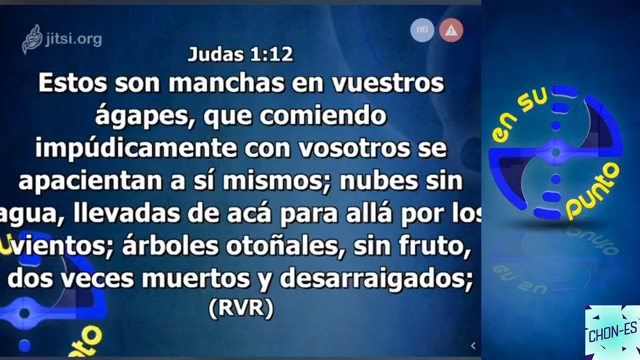 jitsi.org
HD
Judas 1:12
Estos son manchas en vuestros
ágapes, que comiendo
impúdicamente con vosotros se
apacientan a sí mismos; nubes sin
agua, llevadas de acá para allá por los
vientos; árboles otoñales, sin fruto,
dos veces muertos y desarraigados;
(RVR)
en su
punto
CHON-ES